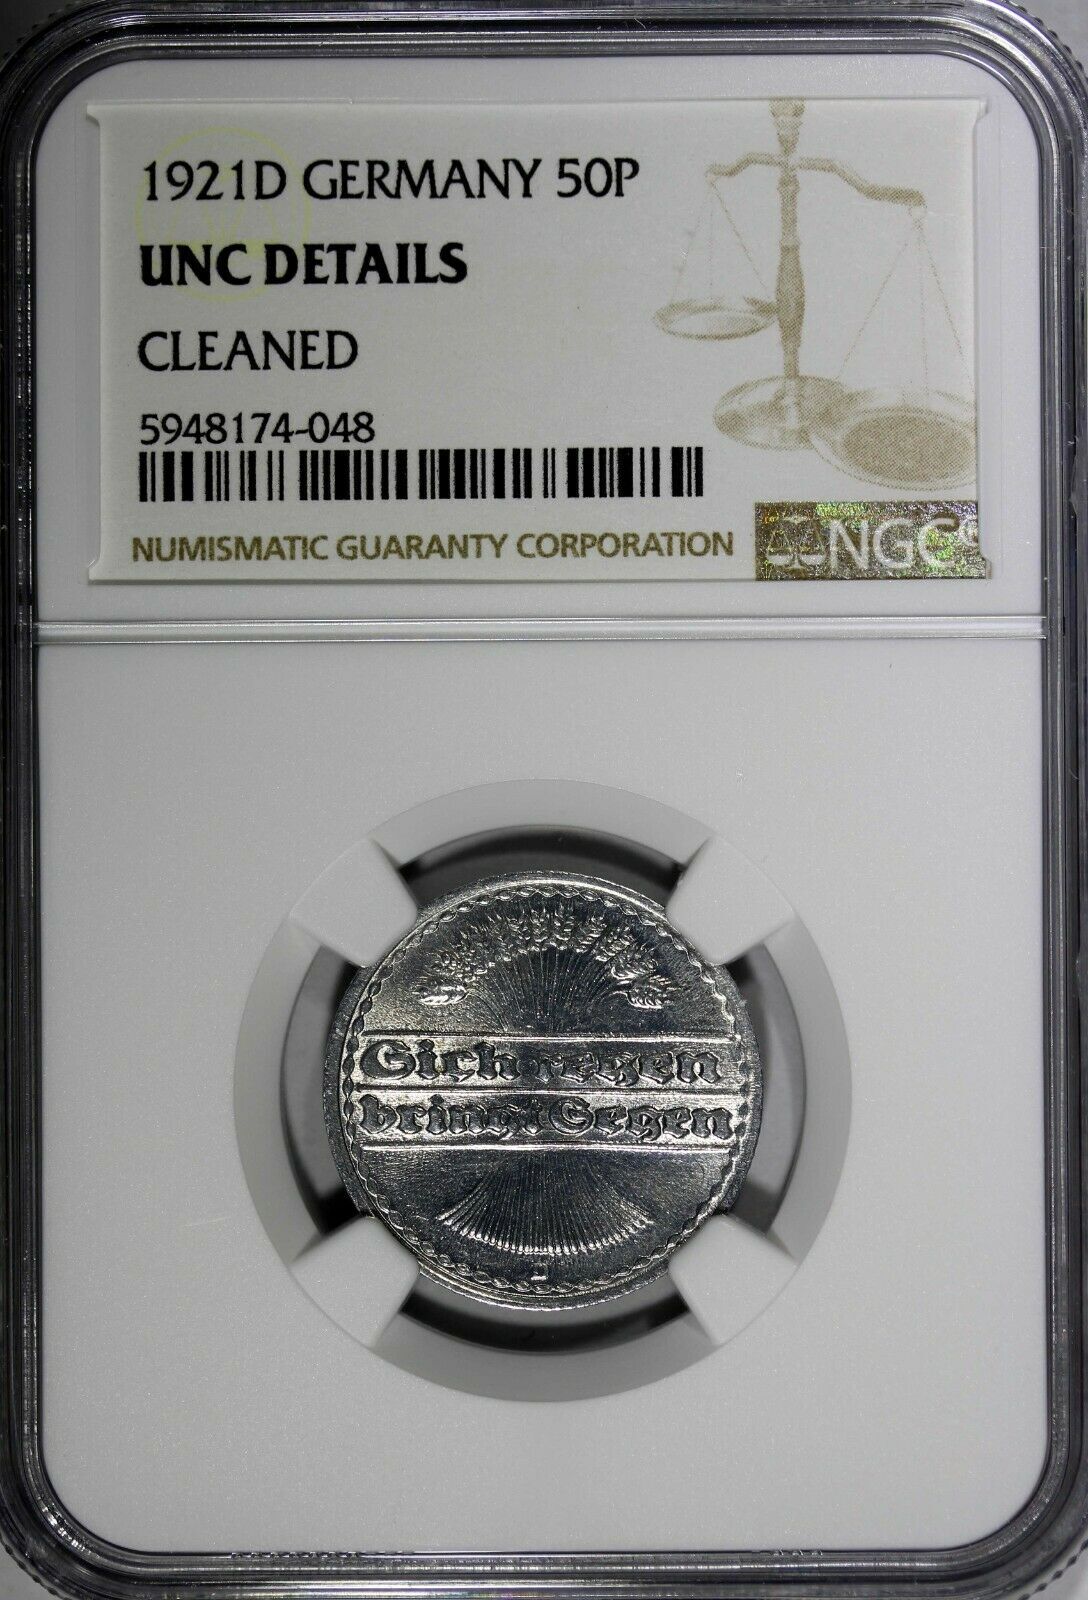 1921D GERMANY 50P
UNC DETAILS
CLEANED
5948174-048
NUMISMATIC GUARANTY CORPORATION
NGC
Sich regen
bringt Segen